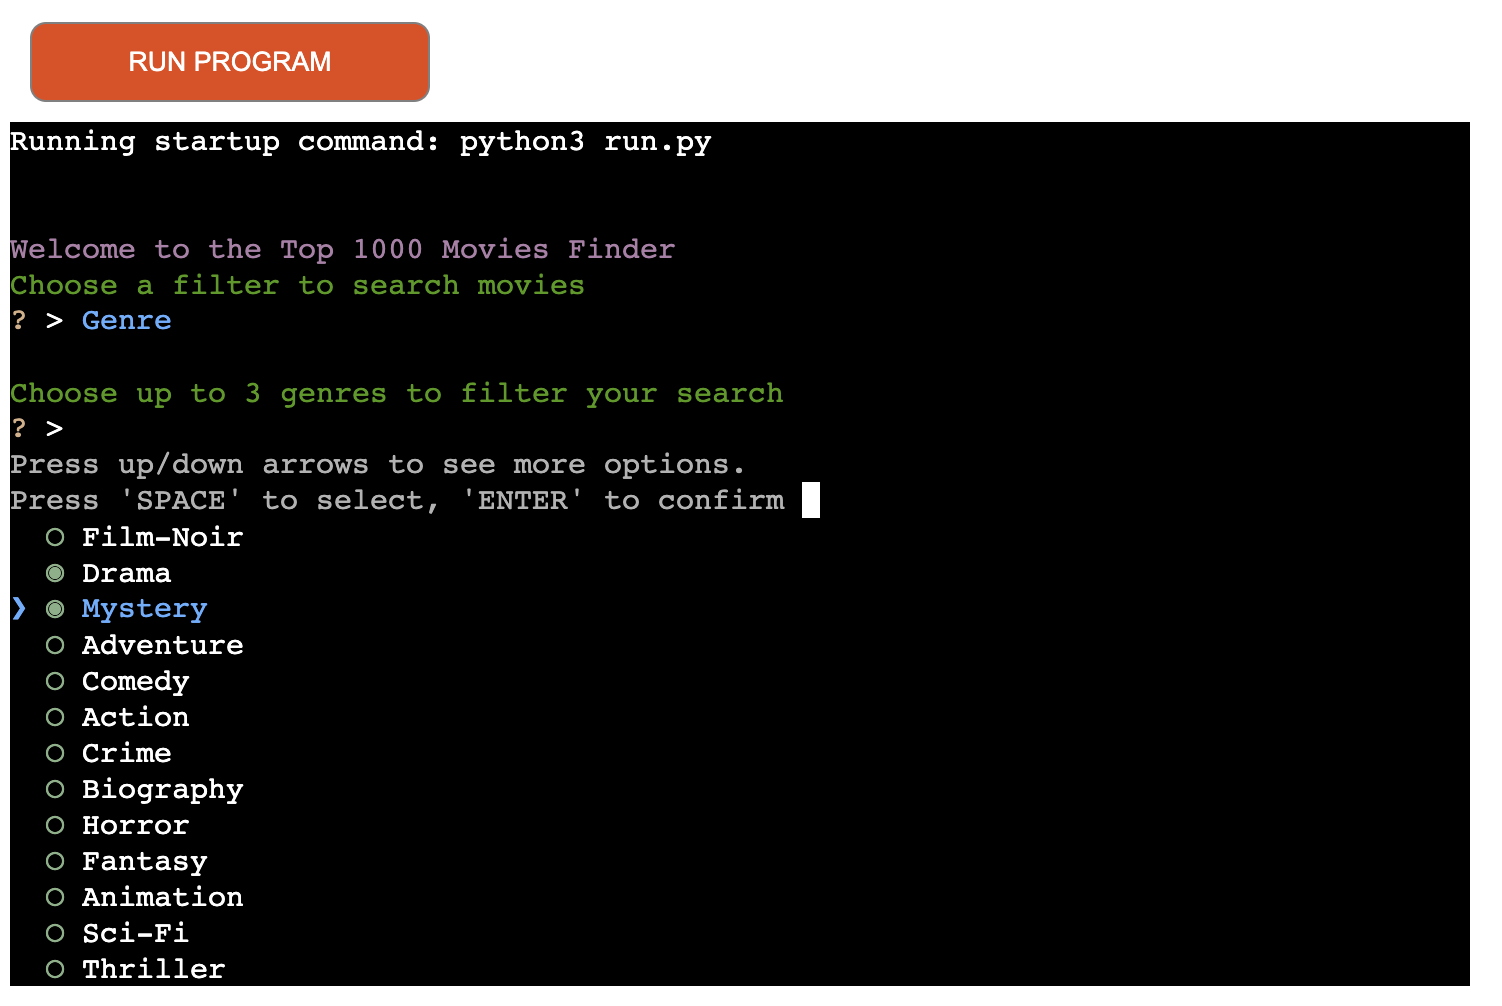 RUN PROGRAM
Running startup command: python3 run.py
Welcome to the Top 1000 Movies Finder
Choose a filter to search movies
? > Genre
Choose up to 3 genres to filter your search
? >
Press up/down arrows to see more options.
Press 'SPACE' to select, 'ENTER' to confirm
○ Film-Noir
◉ Drama
❯ ◉ Mystery
○ Adventure
○ Comedy
○ Action
○ Crime
○ Biography
○ Horror
○ Fantasy
○ Animation
○ Sci-Fi
○ Thriller